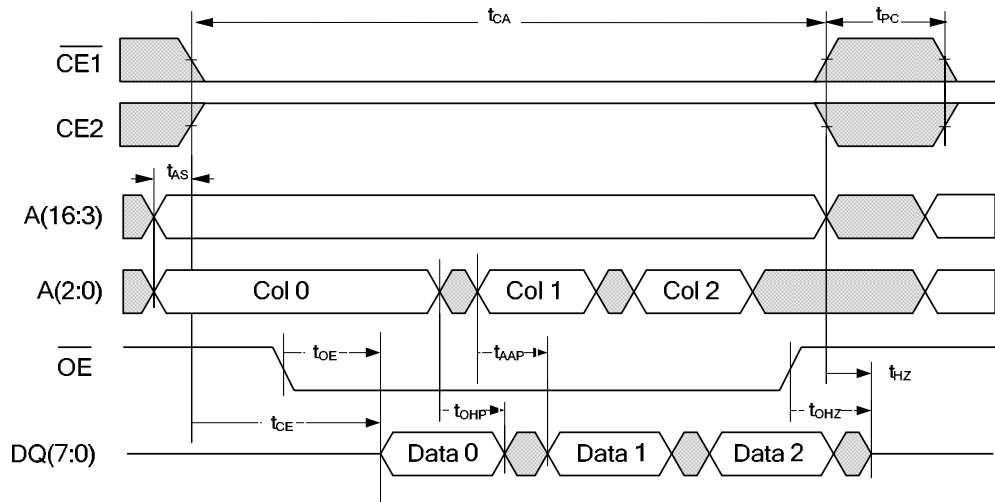 tCA tPC
CE1
CE2
tAS
A(16:3)
A(2:0) Col 0 Col 1 Col 2
OE tOE tAAP tHZ
tCE tOHP tOHZ
DQ(7:0) Data 0 Data 1 Data 2